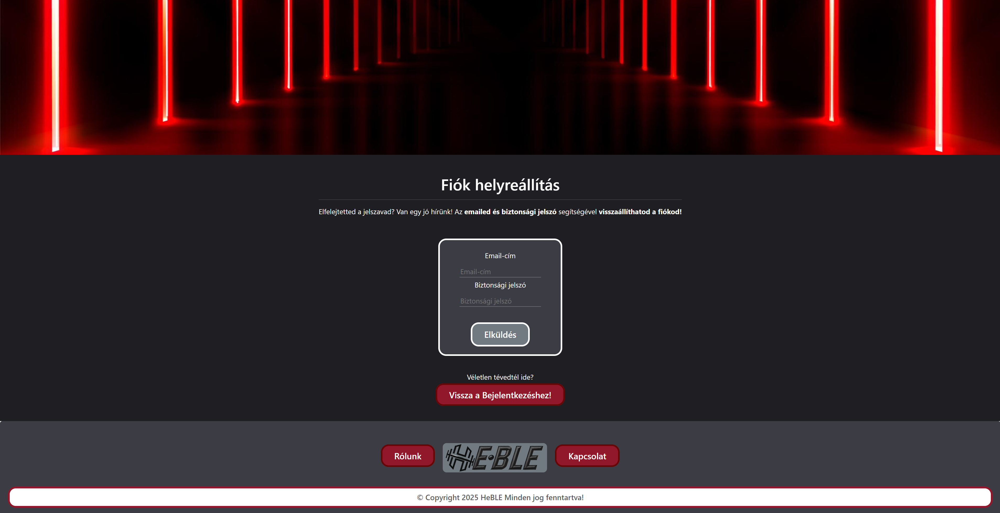 Fiók helyreállítás
Elfelejtetted a jelszavad? Van egy jó hírünk! Az emailed és biztonsági jelszó segítségével visszaállíthatod a fiókod!
Email-cím
Email-cím
Biztonsági jelszó
Biztonsági jelszó
Elküldés
Véletlen tévedtél ide?
Vissza a Bejelentkezéshez!
Rólunk
HE·BLE
Kapcsolat
© Copyright 2025 HeBLE Minden jog fenntartva!